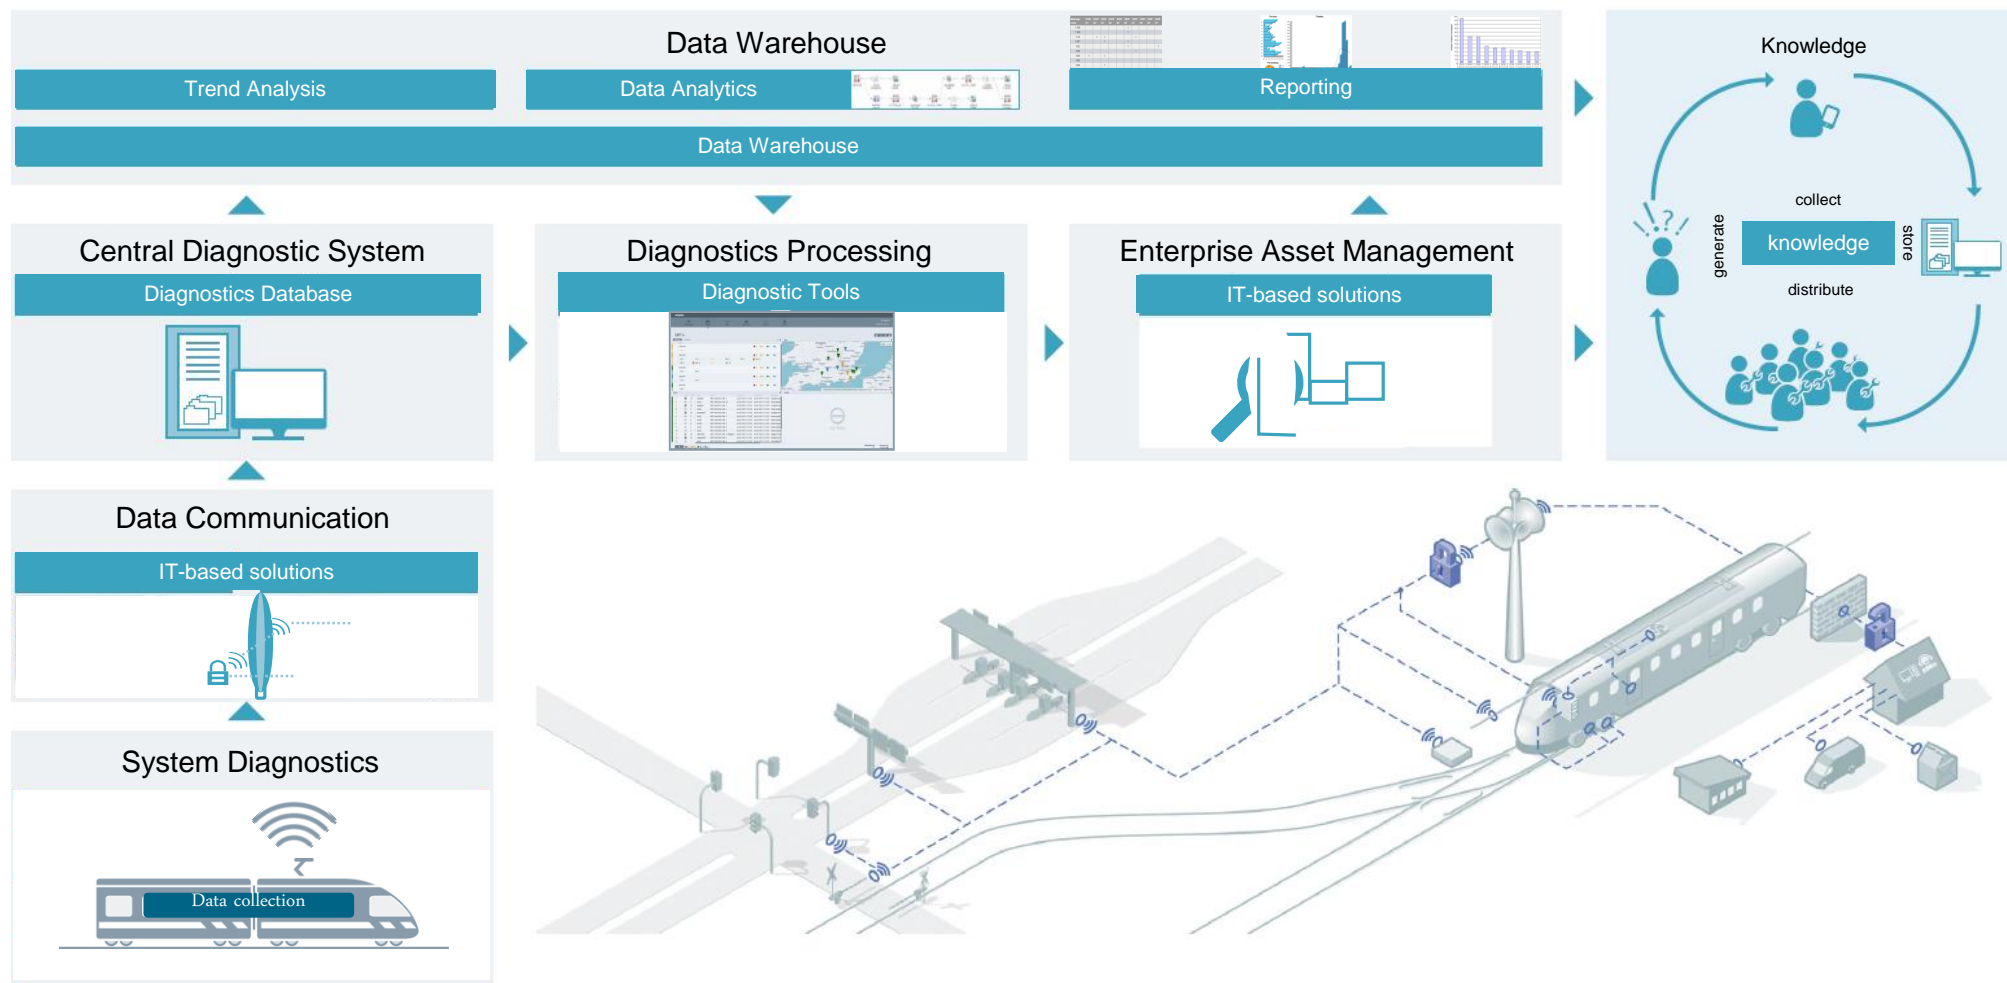 Data Warehouse
Trend Analysis
Data Analytics
Reporting
Data Warehouse
Knowledge
collect
generate
knowledge
store
distribute
Central Diagnostic System
Diagnostics Database
Diagnostics Processing
Diagnostic Tools
Enterprise Asset Management
IT-based solutions
Data Communication
IT-based solutions
System Diagnostics
Data collection